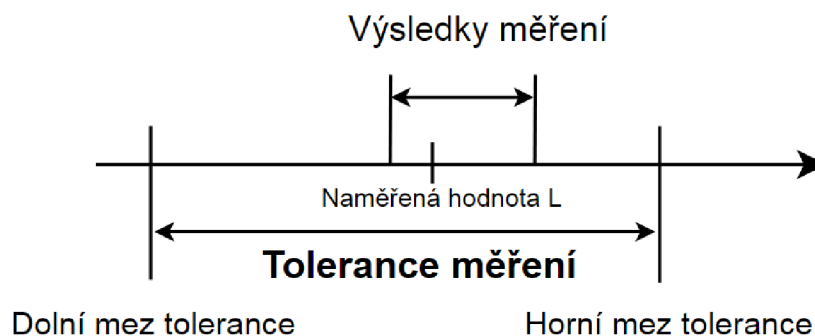 Výsledky měření
Naměřená hodnota L
Tolerance měření
Dolní mez tolerance
Horní mez tolerance